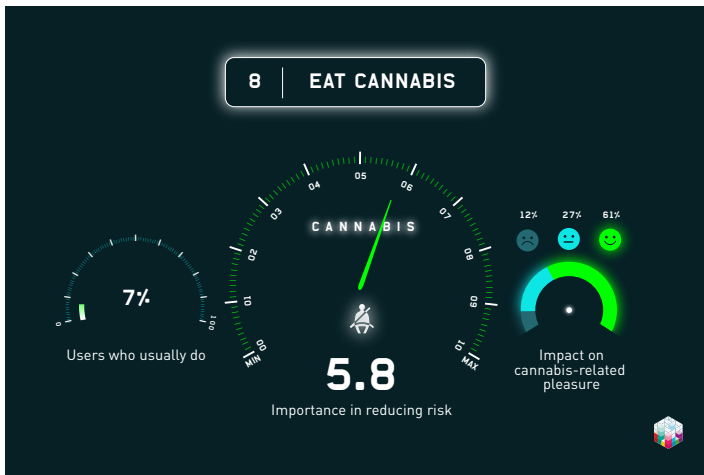 8 EAT CANNABIS
05
04 06
03 07
CANNABIS
02 08
01 09
00 10
MIN MAX
7%
0 100
Users who usually do
5.8
Importance in reducing risk
12% 27% 61%
Impact on
cannabis-related
pleasure